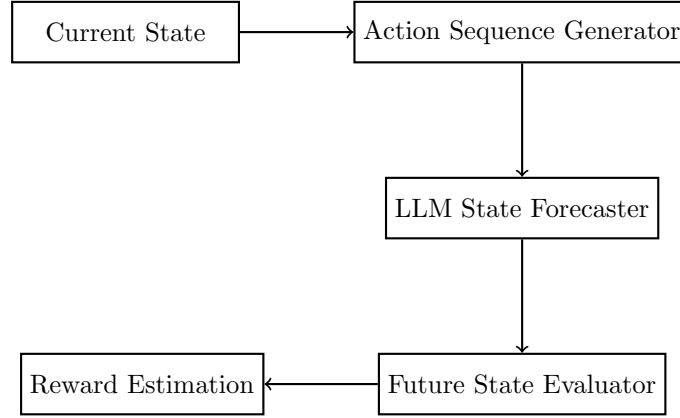 Current State
Action Sequence Generator
LLM State Forecaster
Reward Estimation
Future State Evaluator